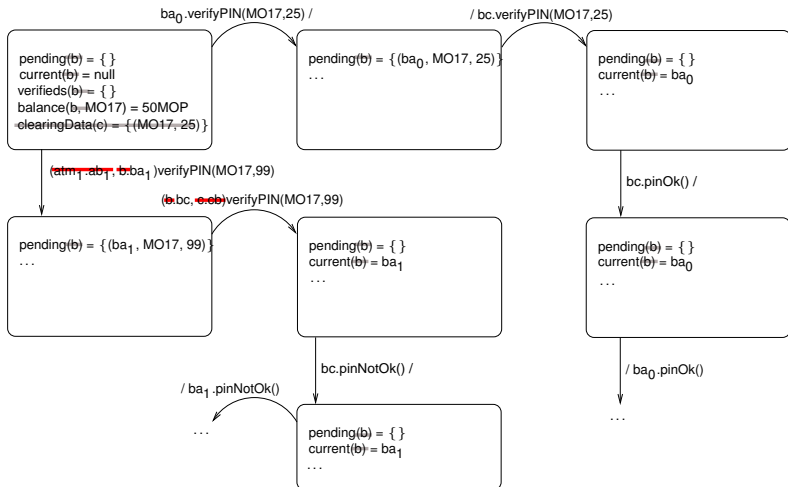 ba0.verifyPIN(MO17,25) /
/ bc.verifyPIN(MO17,25)
pending(b) = { }
current(b) = null
verifieds(b) = { }
balance(b, MO17) = 50MOP
clearingData(c) = {(MO17, 25)}
pending(b) = {(ba0, MO17, 25)}
...
pending(b) = { }
current(b) = ba0
...
(atm1.ab1, b.ba1)verifyPIN(MO17,99)
(b.bc, c.cb)verifyPIN(MO17,99)
bc.pinOk() /
pending(b) = {(ba1, MO17, 99)}
...
pending(b) = { }
current(b) = ba1
...
pending(b) = { }
current(b) = ba0
...
bc.pinNotOk() /
/ ba0.pinOk()
/ ba1.pinNotOk()
...
...
pending(b) = { }
current(b) = ba1
...